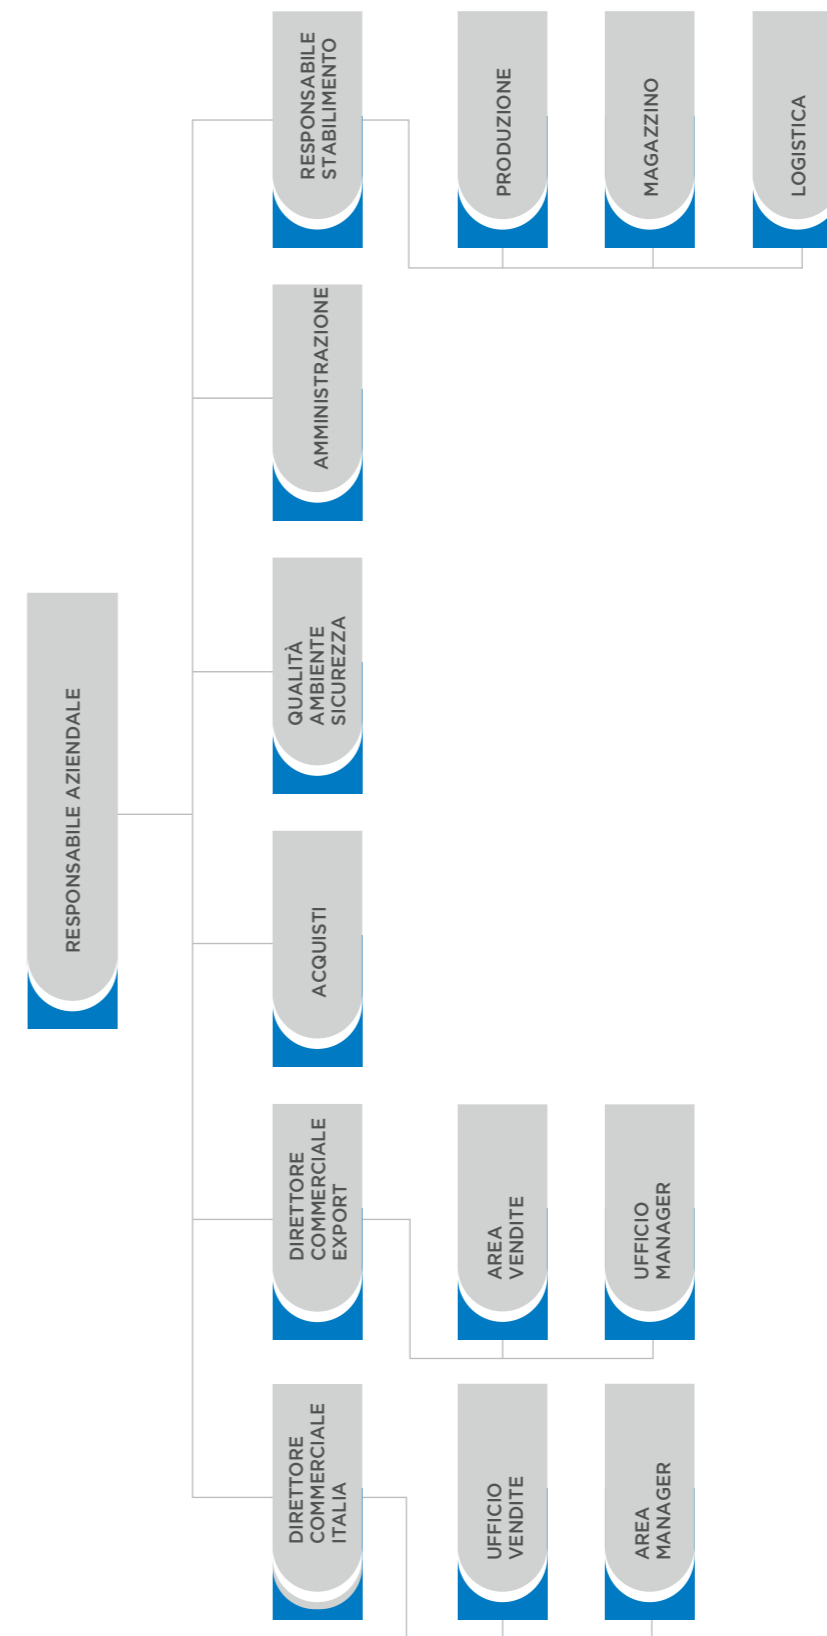 RESPONSABILE AZIENDALE
DIRETTORE
COMMERCIALE
ITALIA
UFFICIO
VENDITE
AREA
MANAGER
DIRETTORE
COMMERCIALE
EXPORT
AREA
VENDITE
UFFICIO
MANAGER
ACQUISTI
QUALITÀ
AMBIENTE
SICUREZZA
AMMINISTRAZIONE
RESPONSABILE
STABILIMENTO
PRODUZIONE
MAGAZZINO
LOGISTICA